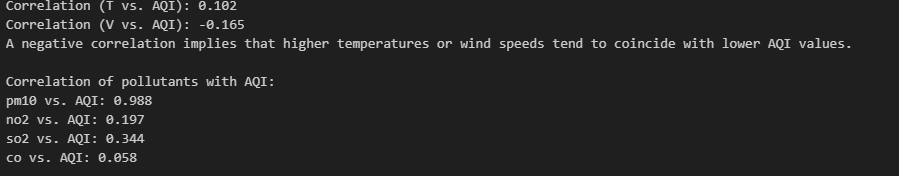 Correlation (T vs. AQI): 0.102
Correlation (V vs. AQI): -0.165
A negative correlation implies that higher temperatures or wind speeds tend to coincide with lower AQI values.
Correlation of pollutants with AQI:
pm10 vs. AQI: 0.988
no2 vs. AQI: 0.197
so2 vs. AQI: 0.344
co vs. AQI: 0.058